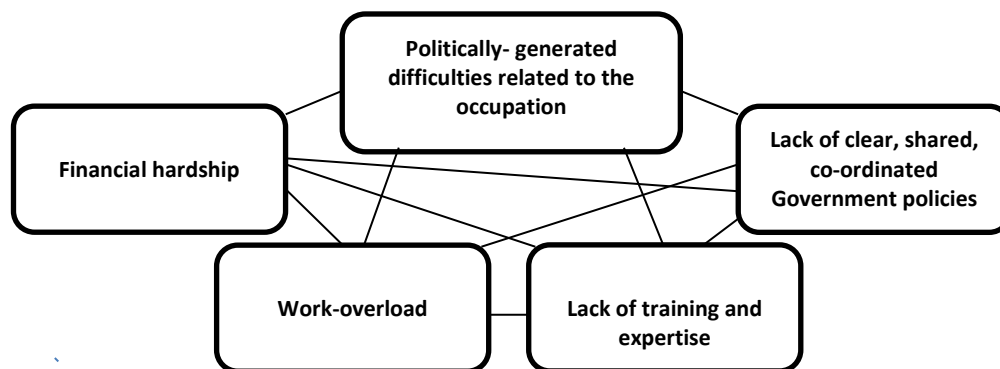 Politically- generated
difficulties related to the
occupation
Financial hardship
Lack of clear, shared,
co-ordinated
Government policies
Work-overload
Lack of training and
expertise